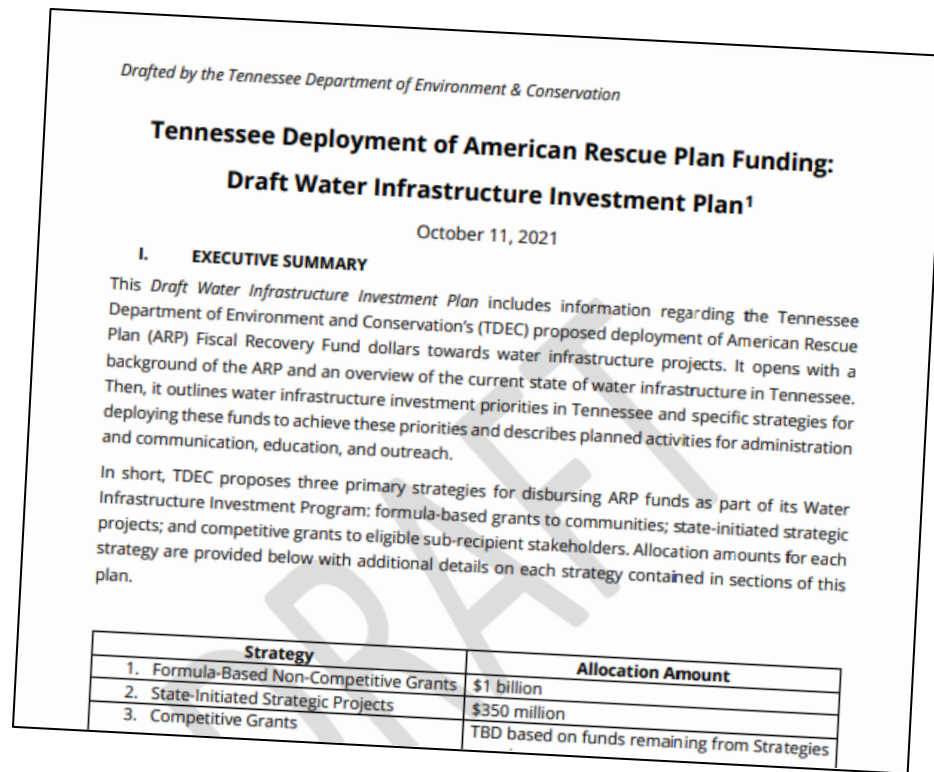 Drafted by the Tennessee Department of Environment & Conservation
Tennessee Deployment of American Rescue Plan Funding:
Draft Water Infrastructure Investment Plan¹
October 11, 2021
I. EXECUTIVE SUMMARY
This Draft Water Infrastructure Investment Plan includes information regarding the Tennessee
Department of Environment and Conservation's (TDEC) proposed deployment of American Rescue
Plan (ARP) Fiscal Recovery Fund dollars towards water infrastructure projects. It opens with a
background of the ARP and an overview of the current state of water infrastructure in Tennessee.
Then, it outlines water infrastructure investment priorities in Tennessee and specific strategies for
deploying these funds to achieve these priorities and describes planned activities for administration
and communication, education, and outreach.
In short, TDEC proposes three primary strategies for disbursing ARP funds as part of its Water
Infrastructure Investment Program: formula-based grants to communities; state-initiated strategic
projects; and competitive grants to eligible sub-recipient stakeholders. Allocation amounts for each
strategy are provided below with additional details on each strategy contained in sections of this
plan.
Strategy Allocation Amount
1. Formula-Based Non-Competitive Grants $1 billion
2. State-Initiated Strategic Projects $350 million
3. Competitive Grants TBD based on funds remaining from Strategies
DRAFT